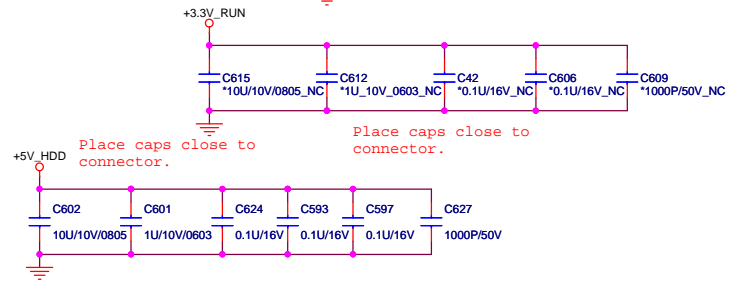 +3.3V_RUN
C615
*10U/10V/0805_NC
C612
*1U_10V_0603_NC
C42
*0.1U/16V_NC
C606
*0.1U/16V_NC
C609
*1000P/50V_NC
Place caps close to
connector.
Place caps close to
connector.
+5V_HDD
C602
10U/10V/0805
C601
1U/10V/0603
C624
0.1U/16V
C593
0.1U/16V
C597
0.1U/16V
C627
1000P/50V